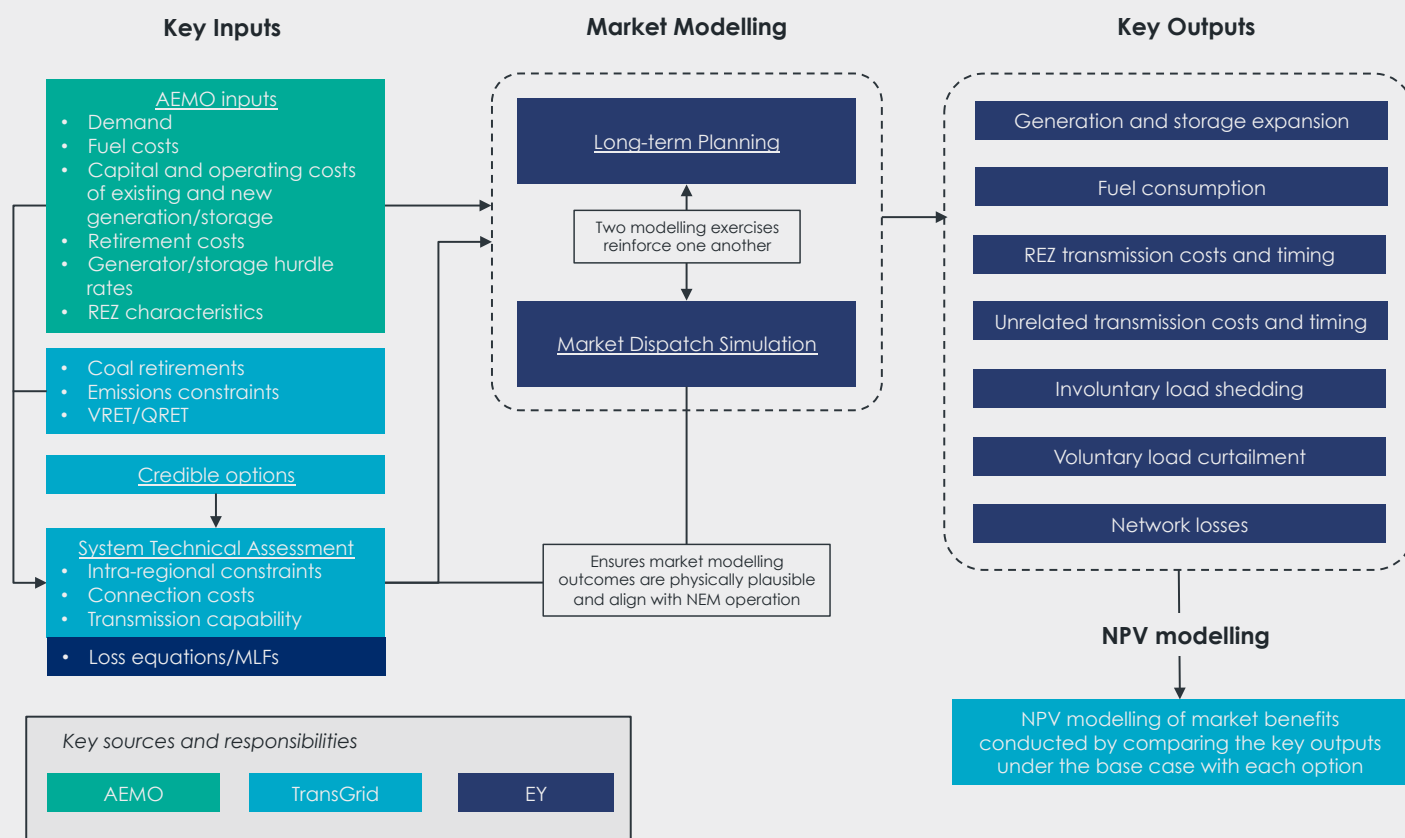 Key Inputs
AEMO inputs
• Demand
• Fuel costs
• Capital and operating costs
of existing and new
generation/storage
• Retirement costs
• Generator/storage hurdle
rates
• REZ characteristics
• Coal retirements
• Emissions constraints
• VRET/QRET
Credible options
System Technical Assessment
• Intra-regional constraints
• Connection costs
• Transmission capability
• Loss equations/MLFs
Market Modelling
Long-term Planning
Two modelling exercises
reinforce one another
Market Dispatch Simulation
Ensures market modelling
outcomes are physically plausible
and align with NEM operation
Key Outputs
Generation and storage expansion
Fuel consumption
REZ transmission costs and timing
Unrelated transmission costs and timing
Involuntary load shedding
Voluntary load curtailment
Network losses
NPV modelling
NPV modelling of market benefits
conducted by comparing the key outputs
under the base case with each option
Key sources and responsibilities
AEMO
TransGrid
EY